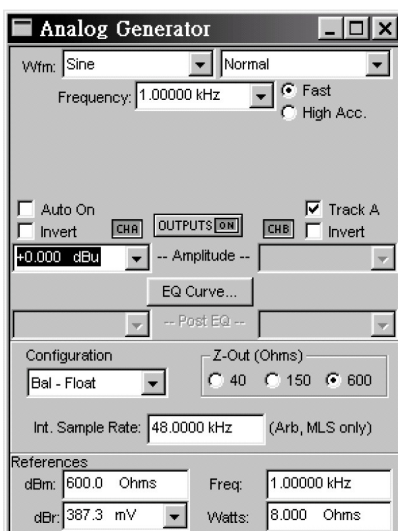 Analog Generator
Wfm: Sine Normal
Frequency: 1.00000 kHz Fast
High Acc.
Auto On Track A
Invert CHA OUTPUTS ON CHB Invert
+0.000 dBu -- Amplitude --
EQ Curve...
-- Post EQ --
Configuration Z-Out (Ohms)
Bal - Float 40 150 600
Int. Sample Rate: 48.0000 kHz (Arb, MLS only)
References
dBm: 600.0 Ohms Freq: 1.00000 kHz
dBr: 387.3 mV Watts: 8.000 Ohms